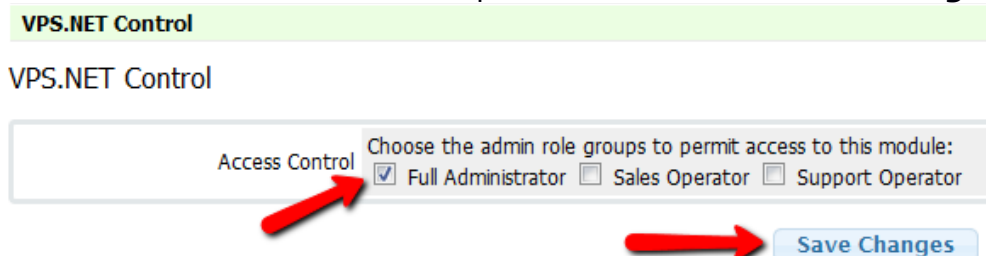 VPS.NET Control
VPS.NET Control
Access Control
Choose the admin role groups to permit access to this module:
Full Administrator Sales Operator Support Operator
Save Changes